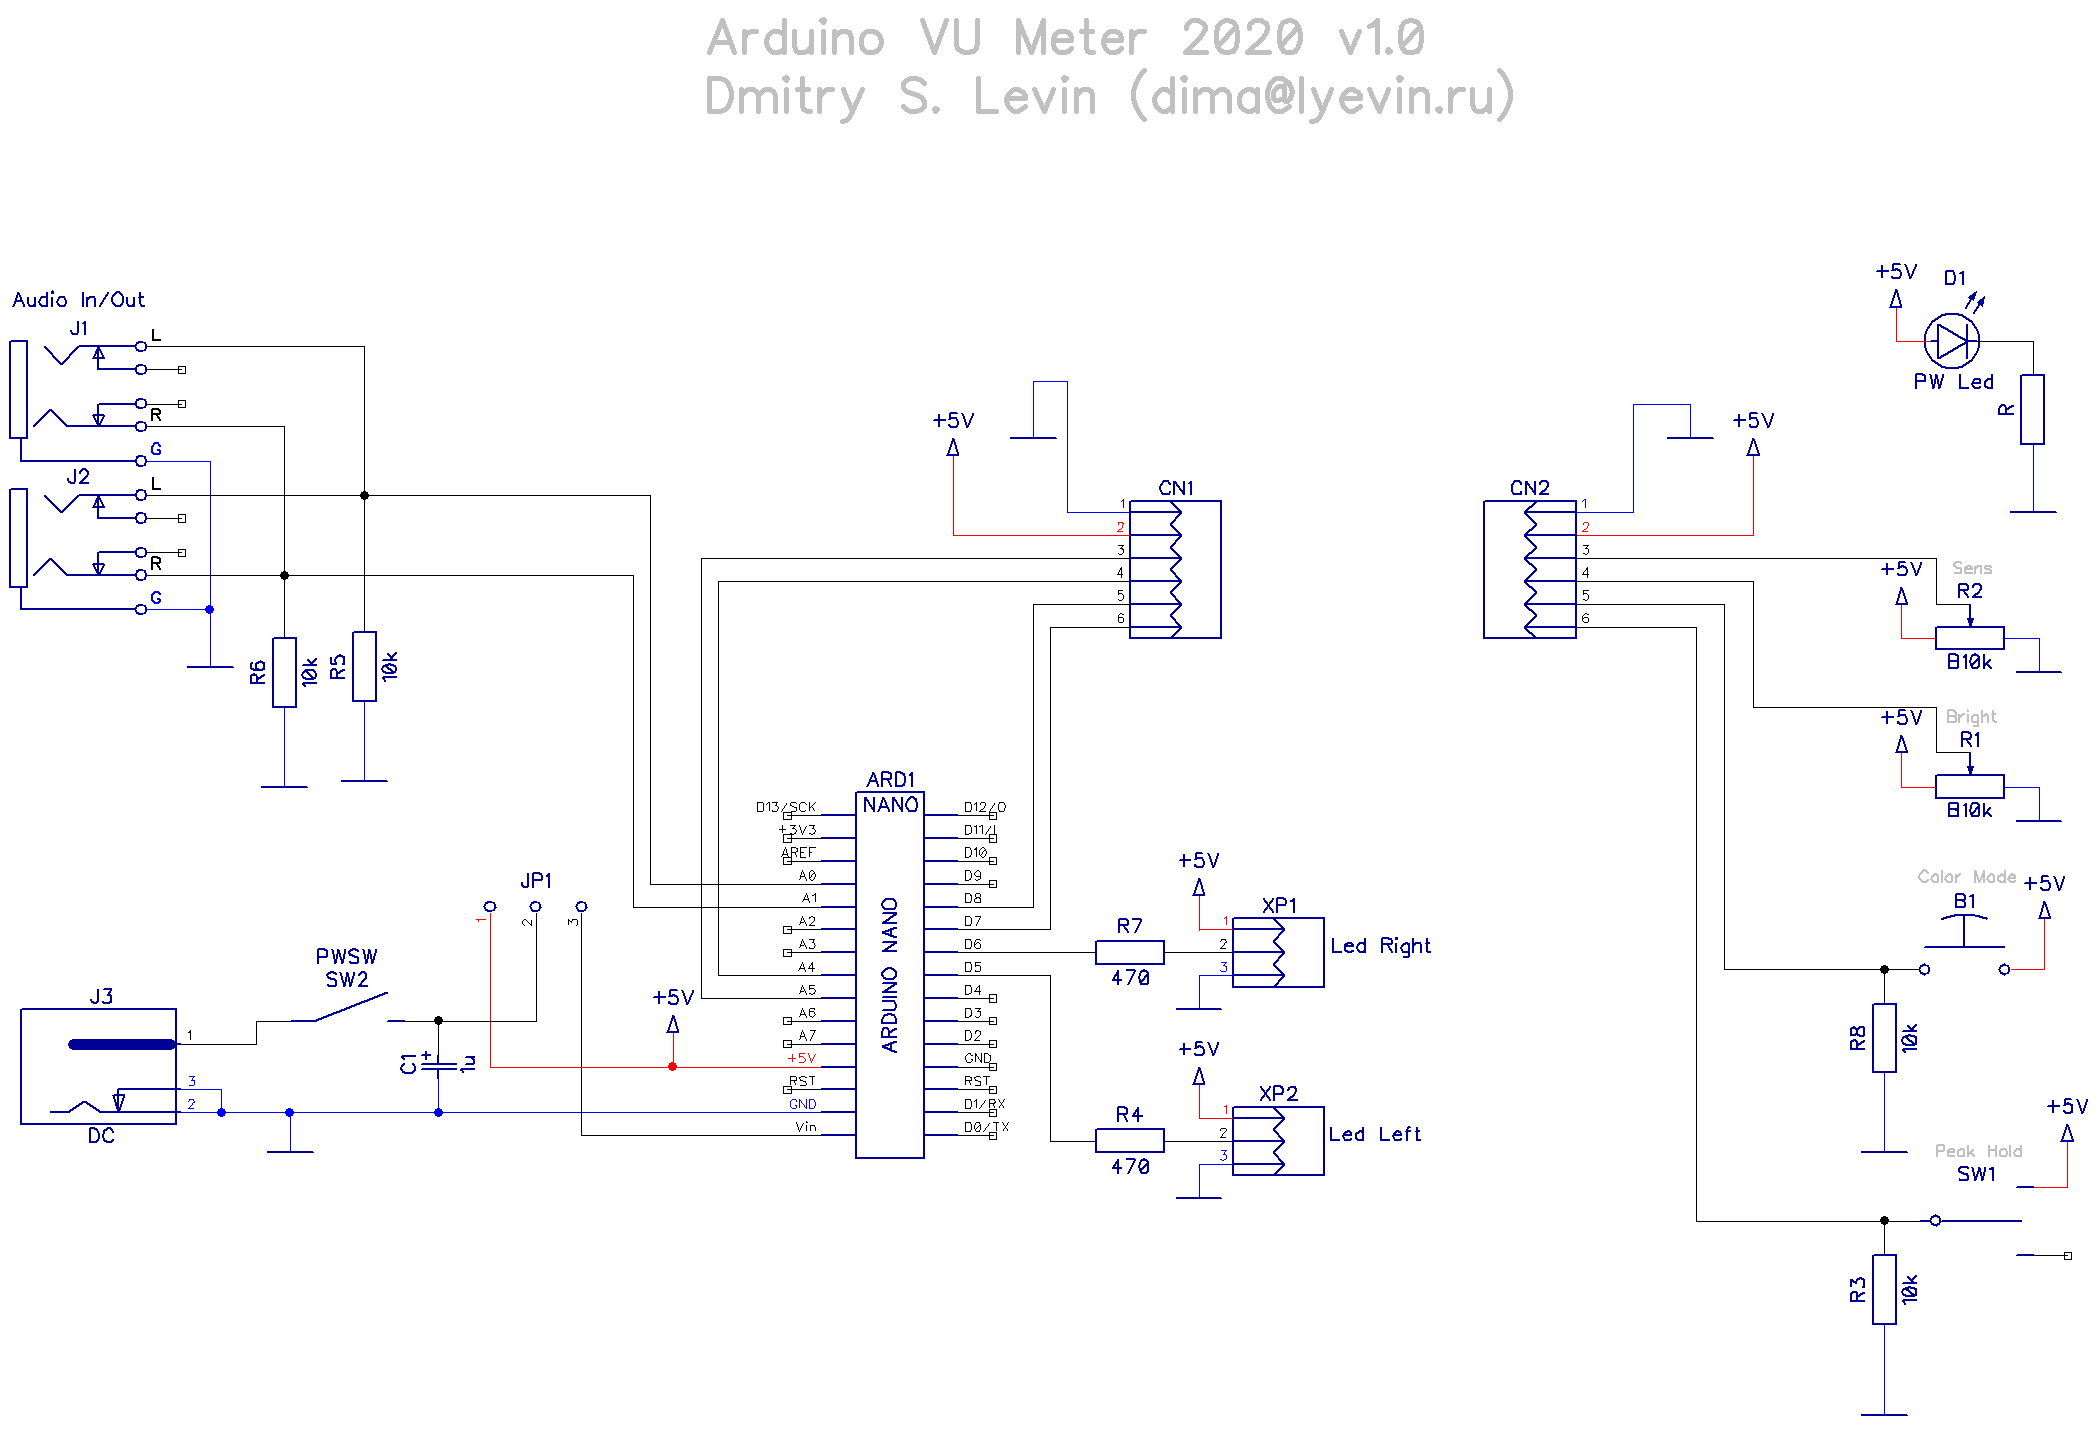 Arduino VU Meter 2020 v1.0
Dmitry S. Levin (dima@lyevin.ru)
Audio In/Out
J1
L
R
G
J2
L
R
G
R6
10k
R5
10k
+5V
CN1
1
2
3
4
5
6
CN2
1
2
3
4
5
6
+5V
+5V
D1
PW Led
R
+5V
Sens
R2
B10k
+5V
Bright
R1
B10k
Color Mode
B1
+5V
R8
10k
+5V
Peak Hold
SW1
R3
10k
ARD1
NANO
ARDUINO NANO
D13/SCK
+3V3
AREF
A0
A1
A2
A3
A4
A5
A6
A7
+5V
RST
GND
Vin
D12/O
D11/I
D10
D9
D8
D7
D6
D5
D4
D3
D2
GND
RST
D1/RX
D0/TX
JP1
1
2
3
PWSW
SW2
J3
1
3
2
DC
C1
+
1u
+5V
R7
470
+5V
XP1
1
2
3
Led Right
R4
470
+5V
XP2
1
2
3
Led Left